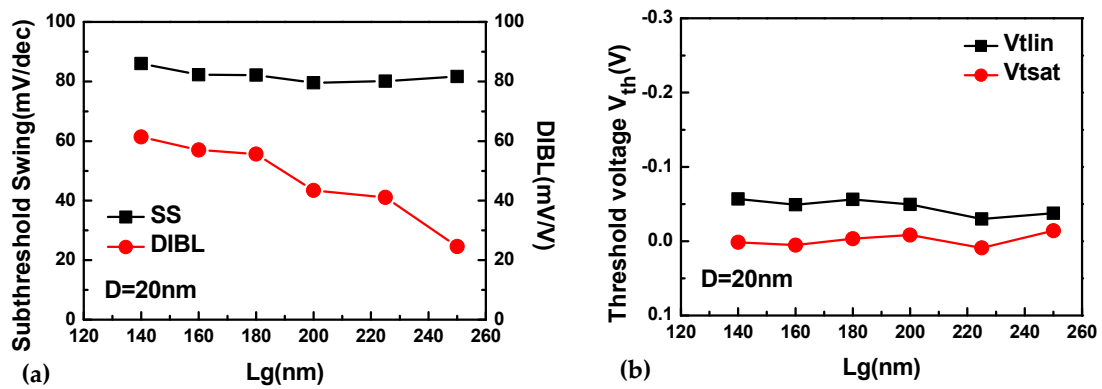 100
80
60
40
20
0
Subthreshold Swing(mV/dec)
SS
DIBL
D=20nm
100
80
60
40
20
0
DIBL(mV/V)
120 140 160 180 200 220 240 260
Lg(nm)
(a)
-0.3
-0.2
-0.1
0.0
0.1
Threshold voltage Vth(V)
Vtlin
Vtsat
D=20nm
120 140 160 180 200 220 240 260
Lg(nm)
(b)